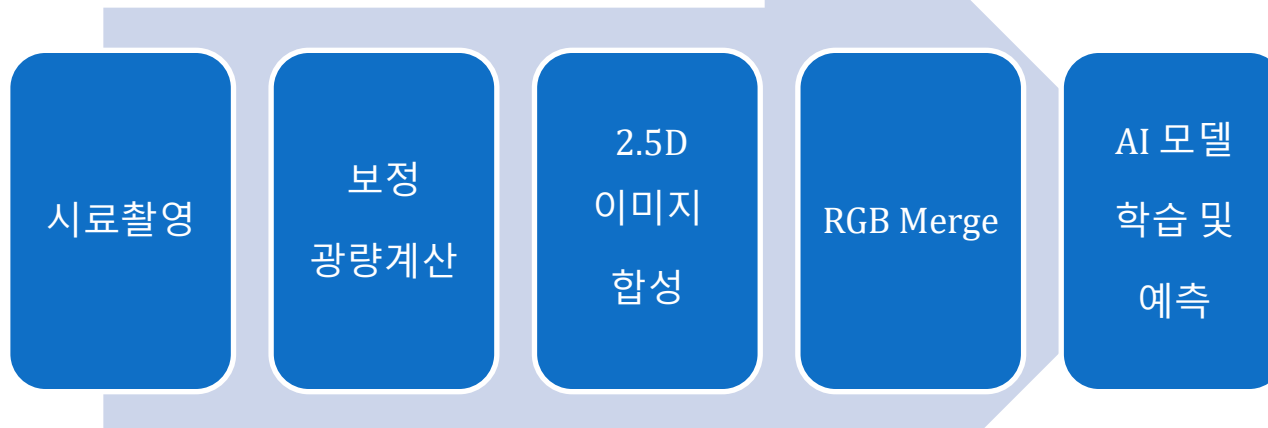 시료촬영
보정
광량계산
2.5D
이미지
합성
RGB Merge
AI 모델
학습 및
예측